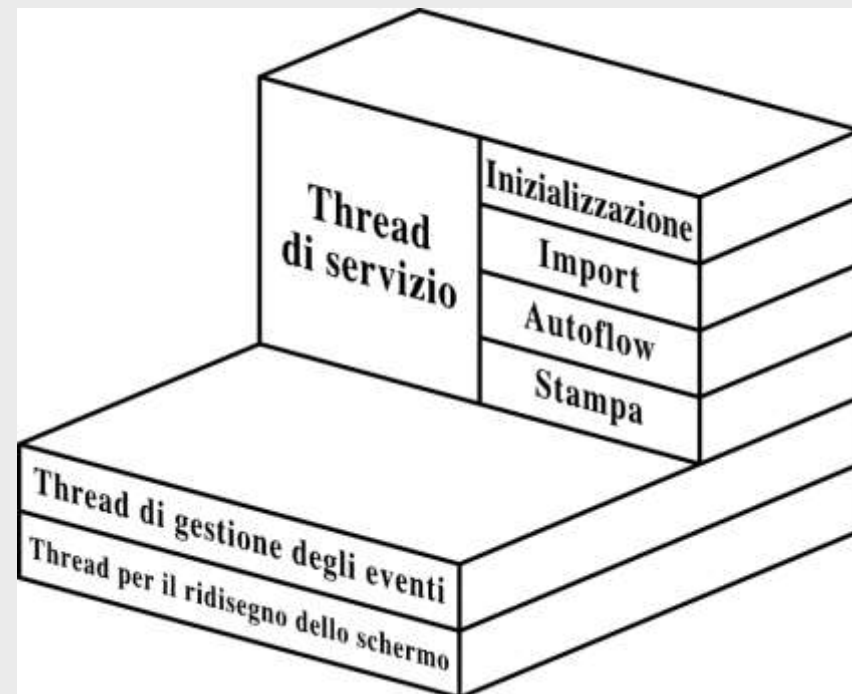 Thread
di servizio
Inizializzazione
Import
Autoflow
Stampa
Thread di gestione degli eventi
Thread per il ridisegno dello schermo